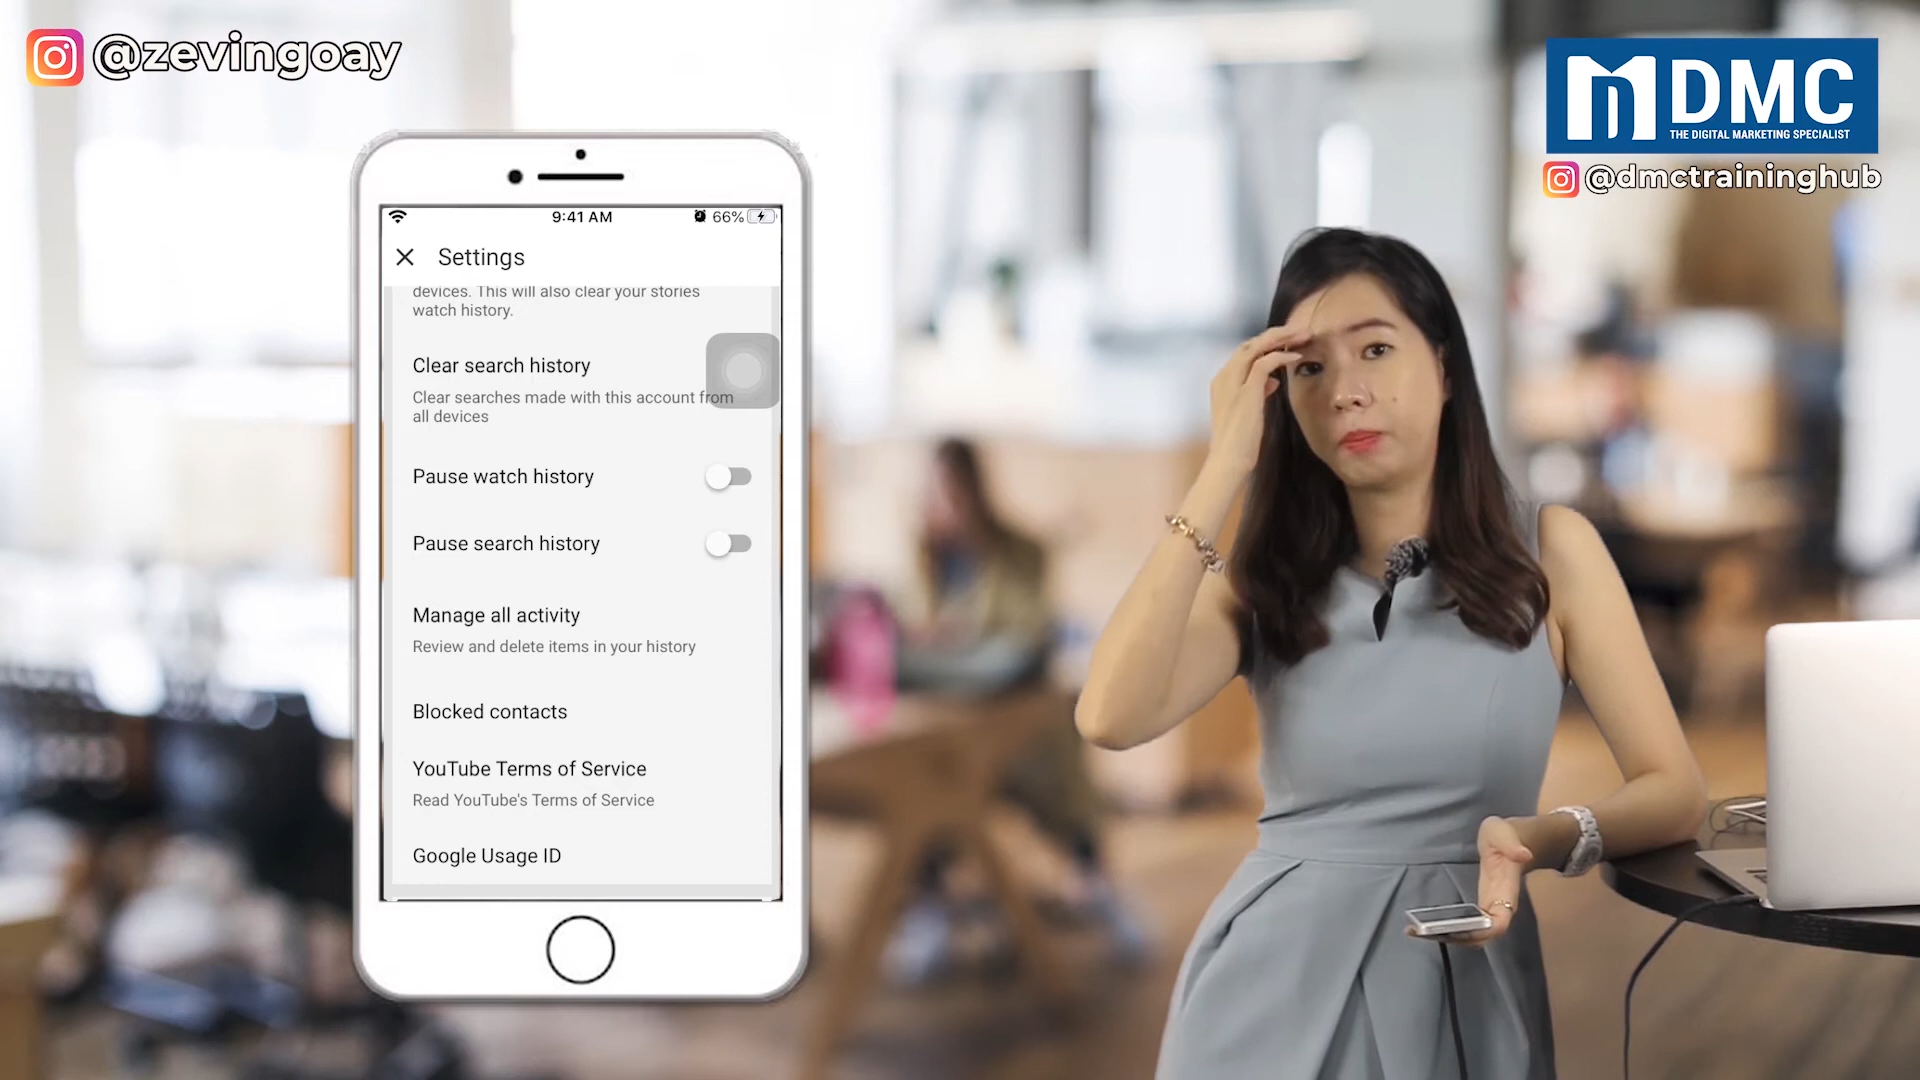 @zevingoay
DMC
THE DIGITAL MARKETING SPECIALIST
@dmctraininghub
9:41 AM
66%
Settings
devices. This will also clear your stories
watch history.
Clear search history
Clear searches made with this account from
all devices
Pause watch history
Pause search history
Manage all activity
Review and delete items in your history
Blocked contacts
YouTube Terms of Service
Read YouTube's Terms of Service
Google Usage ID